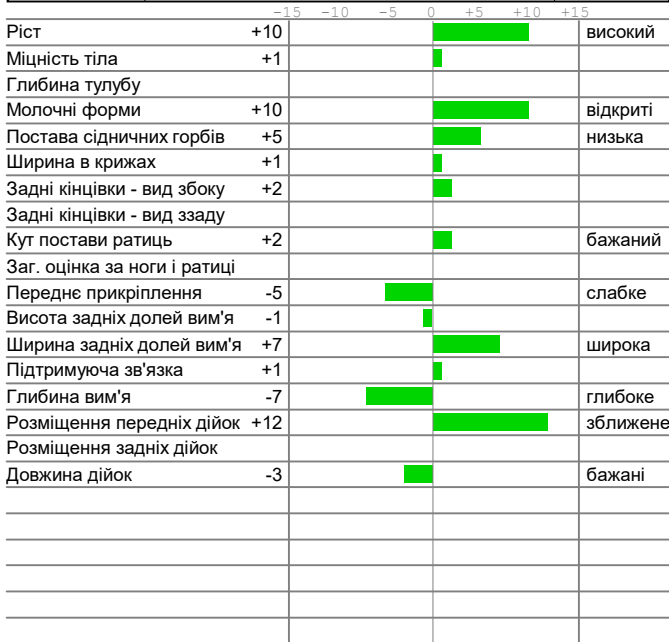 -15 -10 -5 0 +5 +10 +15
Ріст +10 високий
Міцність тіла +1
Глибина тулубу
Молочні форми +10 відкриті
Постава сідничних горбів +5 низька
Ширина в крижах +1
Задні кінцівки - вид збоку +2
Задні кінцівки - вид ззаду
Кут постави ратиць +2 бажаний
Заг. оцінка за ноги і ратиці
Переднє прикріплення -5 слабке
Висота задніх долей вим'я -1
Ширина задніх долей вим'я +7 широка
Підтримуюча зв'язка +1
Глибина вим'я -7 глибоке
Розміщення передніх дійок +12 зближене
Розміщення задніх дійок
Довжина дійок -3 бажані